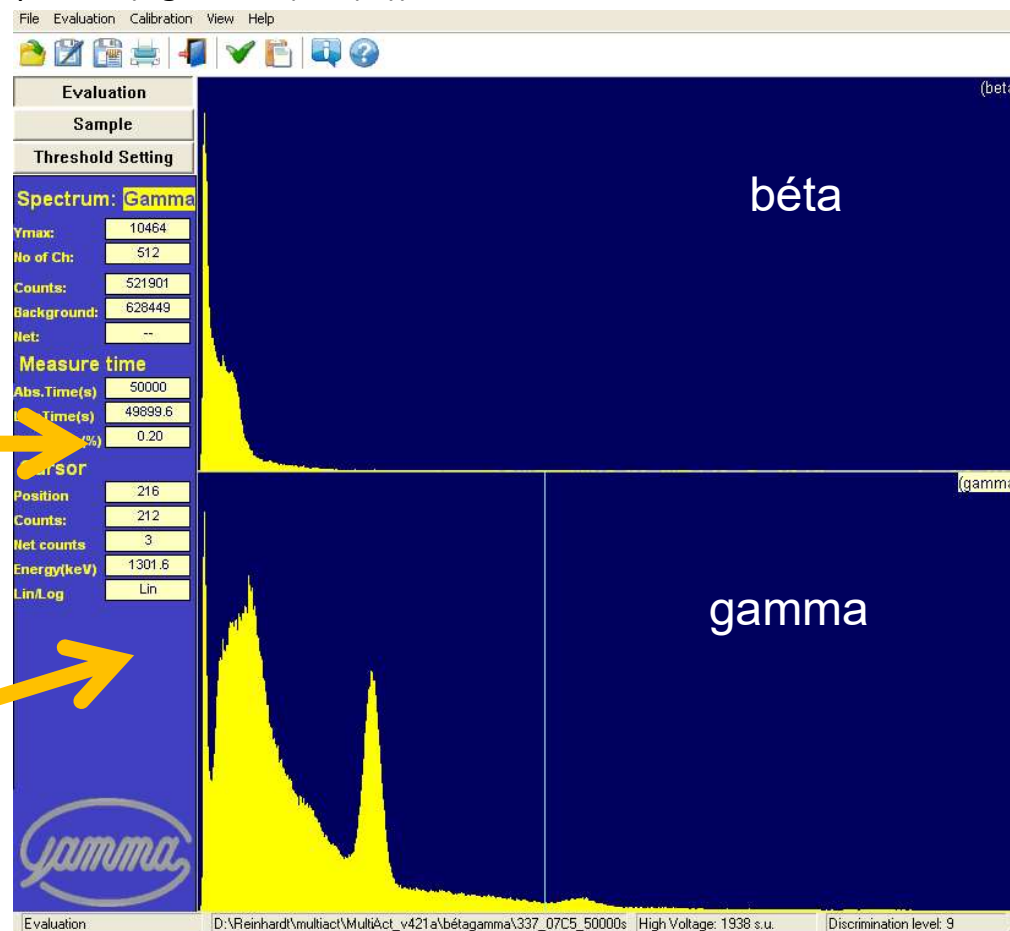 File Evaluation Calibration View Help
Evaluation
Sample
Threshold Setting
Spectrum: Gamma
Ymax: 10464
No of Ch: 512
Counts: 521901
Background: 628449
Net: --
Measure time
Abs.Time(s) 50000
Time(s) 49899.6
(%) 0.20
Cursor
Position 216
Counts: 212
Net counts 3
Energy(keV) 1301.6
Lin/Log Lin
(beta
béta
(gamma
gamma
Gamma
Evaluation D:\Reinhardt\multiact\MultiAct_v421a\bétagamma\337_07C5_50000s High Voltage: 1938 s.u. Discrimination level: 9